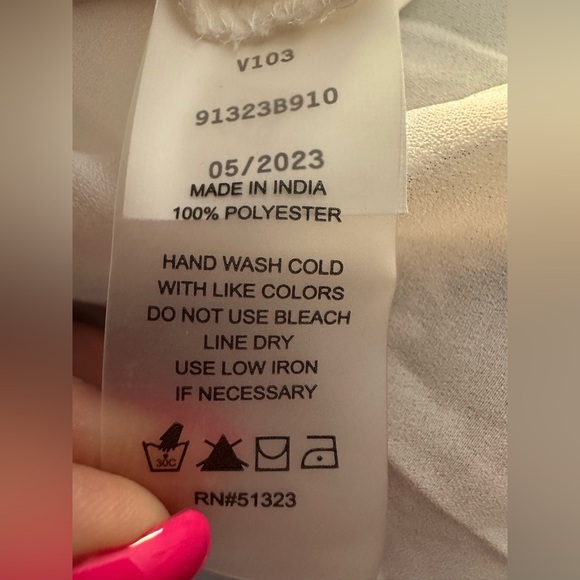 V103
91323B910
05/2023
MADE IN INDIA
100% POLYESTER
HAND WASH COLD
WITH LIKE COLORS
DO NOT USE BLEACH
LINE DRY
USE LOW IRON
IF NECESSARY
30C
RN#51323